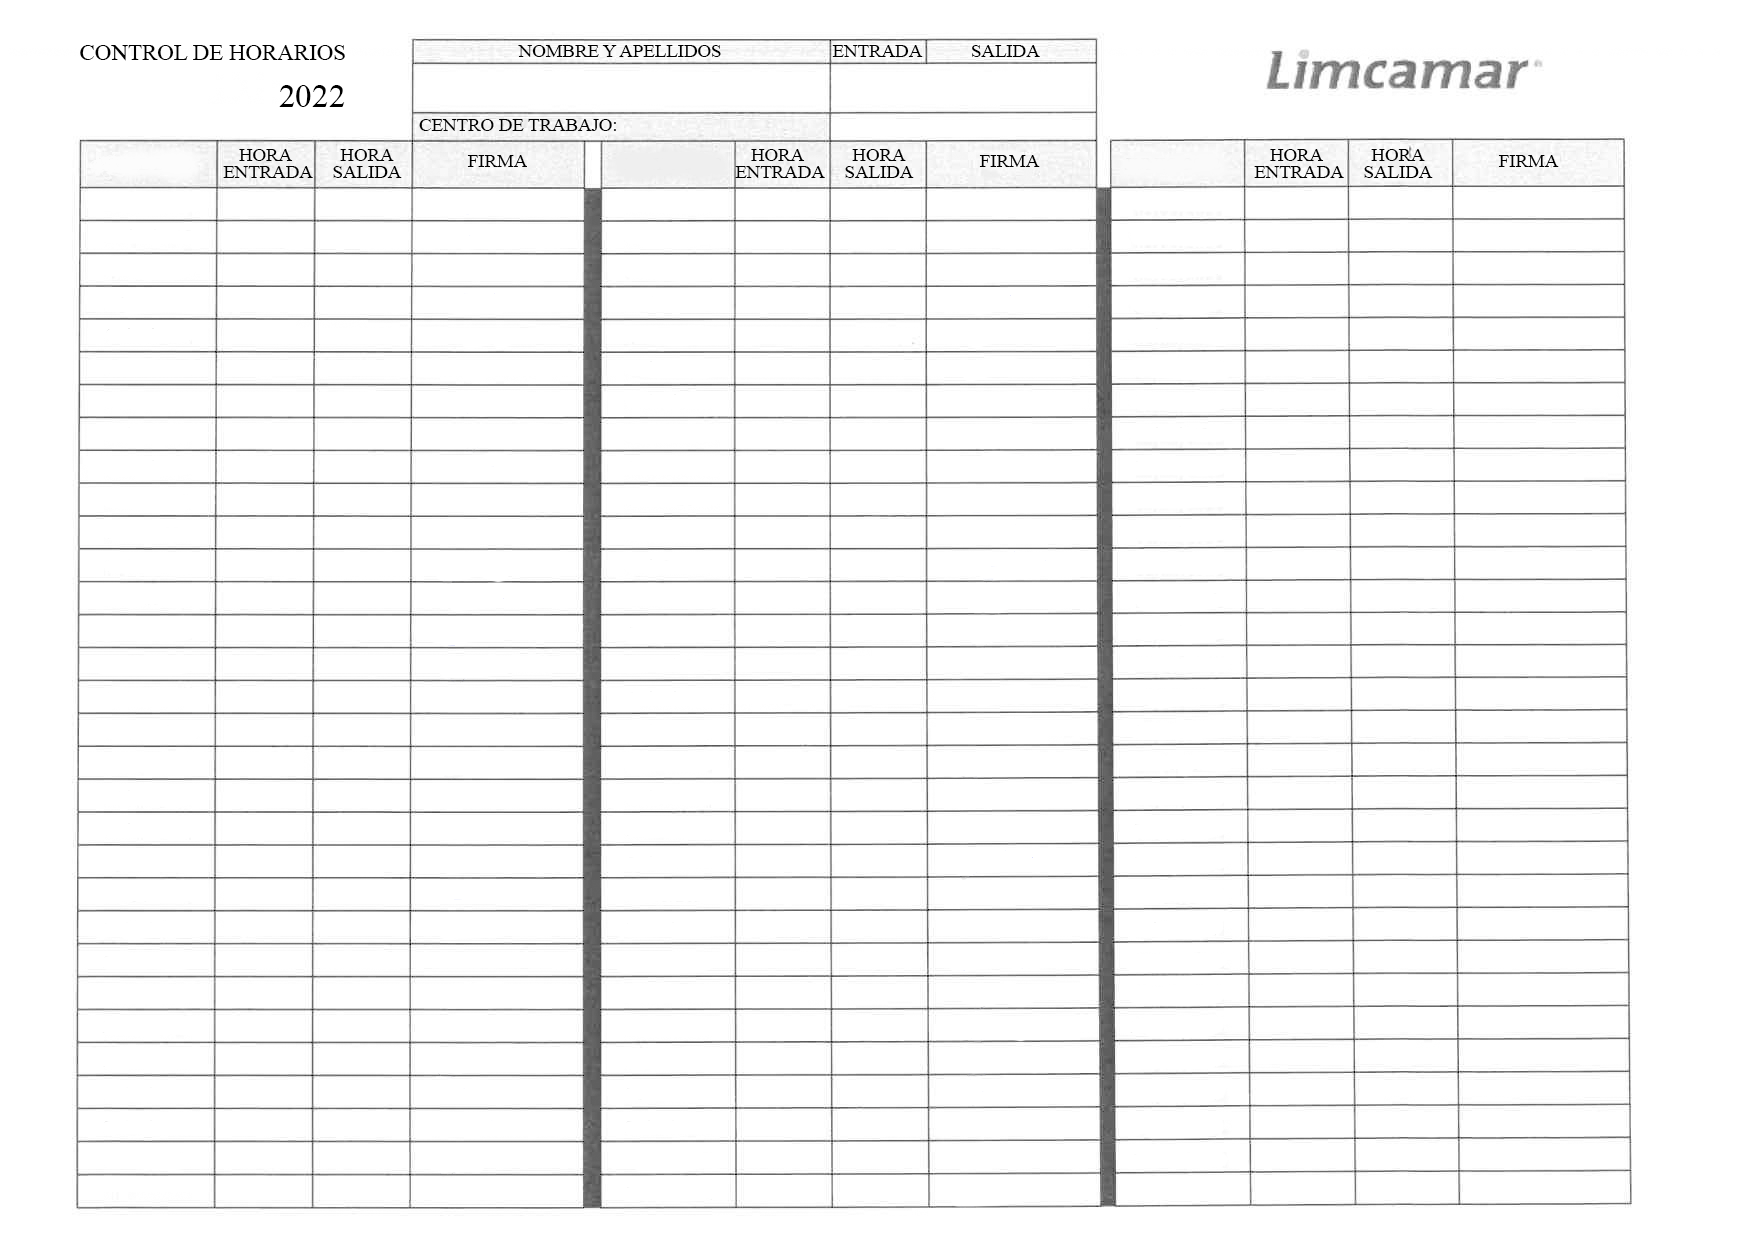 CONTROL DE HORARIOS
2022
NOMBRE Y APELLIDOS ENTRADA SALIDA
CENTRO DE TRABAJO:
Limcamar
HORA ENTRADA
HORA SALIDA
FIRMA
HORA ENTRADA
HORA SALIDA
FIRMA
HORA ENTRADA
HORA SALIDA
FIRMA